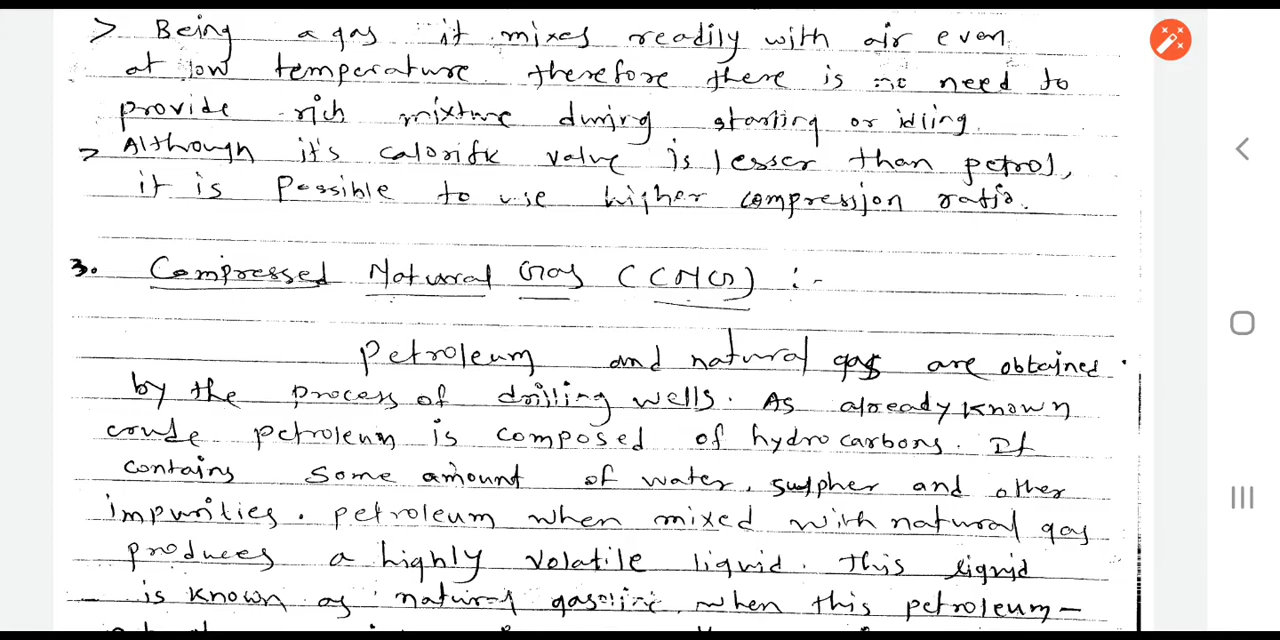 > Being a gas it mixes readily with air even
at low temperature therefore there is no need to
provide rich mixture during starting or idling.
> Although it's calorific value is lesser than petrol,
it is possible to use higher compression ratio.
3. Compressed Natural Gas (CNG) :-
Petroleum and natural gas are obtained
by the process of drilling wells. As already known
crude petroleum is composed of hydrocarbons. It
contains some amount of water, sulpher and other
impurities. petroleum when mixed with natural gas
produces a highly volatile liquid. This liquid
is known as natural gasoline. when this petroleum-